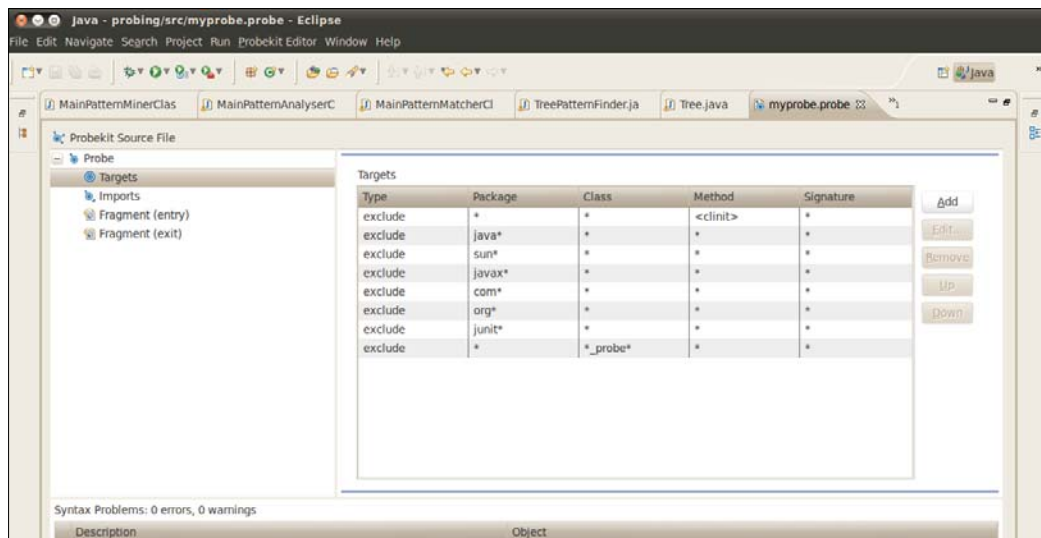 Java - probing/src/myprobe.probe - Eclipse
File Edit Navigate Search Project Run Probekit Editor Window Help
Java
MainPatternMinerClas MainPatternAnalyserC MainPatternMatcherCl TreePatternFinder.ja Tree.java myprobe.probe »1
Probekit Source File
Probe
Targets
Imports
Fragment (entry)
Fragment (exit)
Targets
Type Package Class Method Signature
exclude * * <clinit> *
exclude java* * * *
exclude sun* * * *
exclude javax* * * *
exclude com* * * *
exclude org* * * *
exclude junit* * * *
exclude * *_probe* * *
Add
Edit...
Remove
Up
Down
Syntax Problems: 0 errors, 0 warnings
Description Object